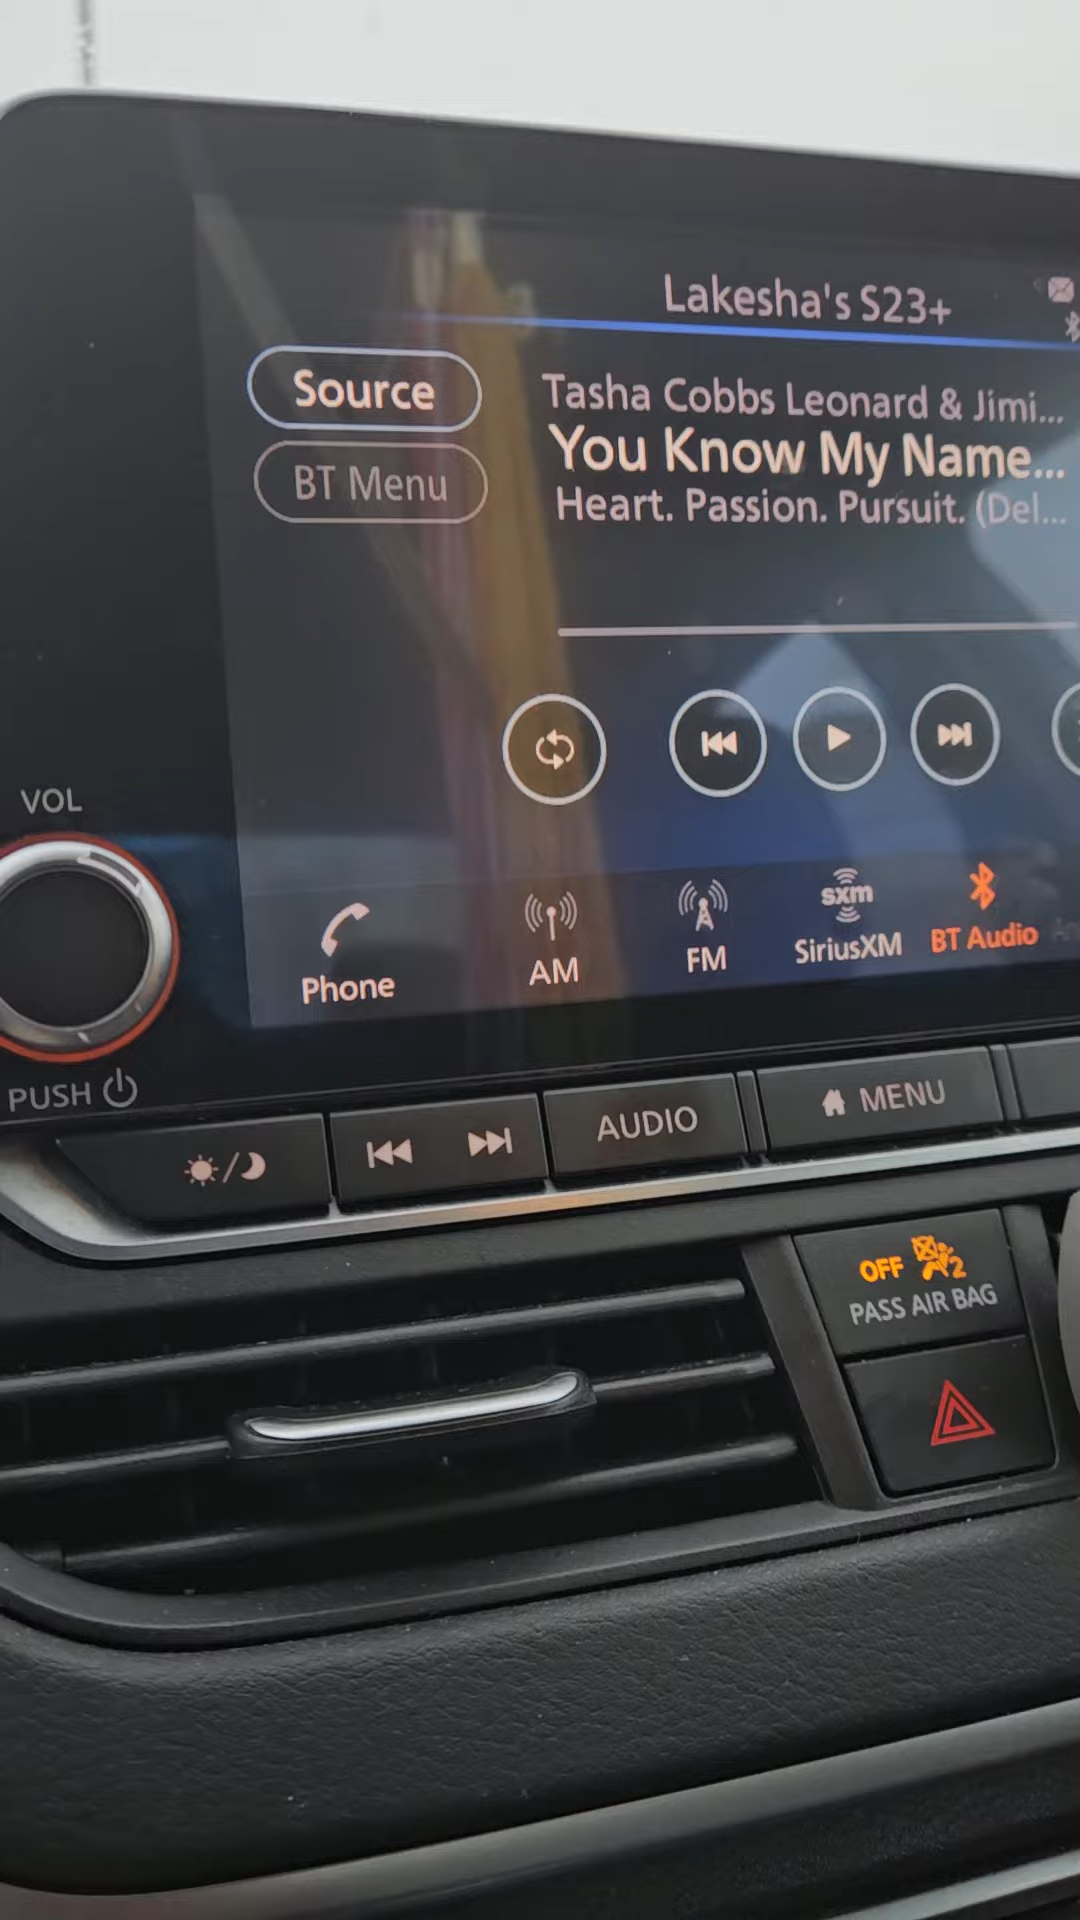 Lakesha's S23+
Source
Tasha Cobbs Leonard & Jimi...
You Know My Name...
BT Menu
Heart. Passion. Pursuit. (Del...
VOL
Phone
AM
FM
sxm
SiriusXM
BT Audio
PUSH
AUDIO
MENU
OFF
2
PASS AIR BAG